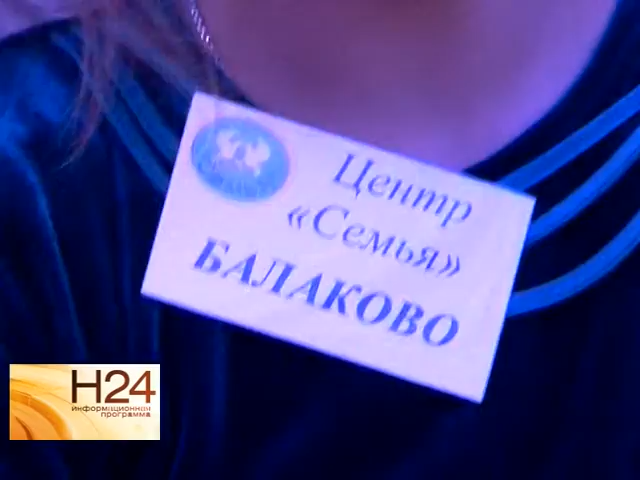 Центр
«Семья»
БАЛАКОВО
Н24
информационная
программа